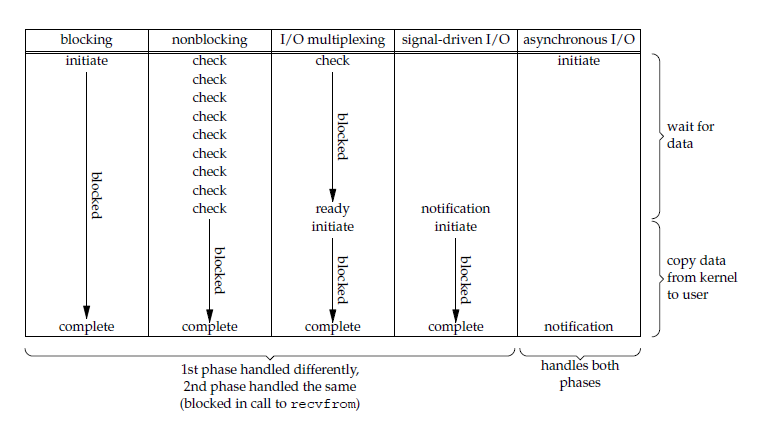 blocking nonblocking I/O multiplexing signal-driven I/O asynchronous I/O
initiate check check initiate
check
check
check
check
check
check
check
check ready notification
initiate initiate
blocked
blocked
blocked
blocked
blocked
complete complete complete complete notification
wait for
data
copy data
from kernel
to user
1st phase handled differently,
2nd phase handled the same
(blocked in call to recvfrom)
handles both
phases